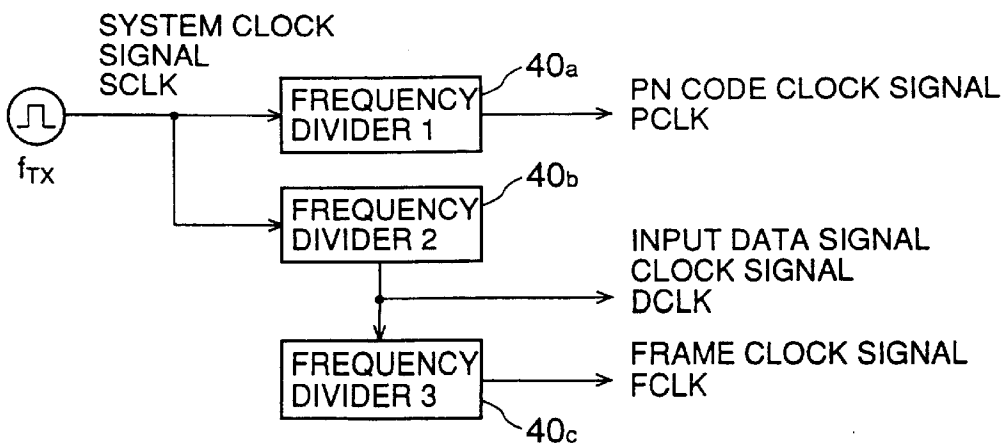 SYSTEM CLOCK
SIGNAL
SCLK
fTX
FREQUENCY
DIVIDER 1
40a
PN CODE CLOCK SIGNAL
PCLK
FREQUENCY
DIVIDER 2
40b
INPUT DATA SIGNAL
CLOCK SIGNAL
DCLK
FREQUENCY
DIVIDER 3
40c
FRAME CLOCK SIGNAL
FCLK